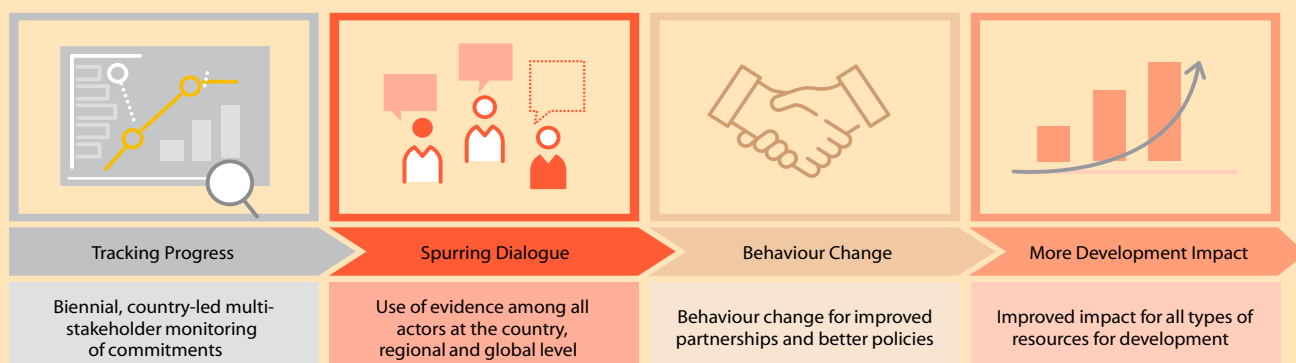 Tracking Progress
Spurring Dialogue
Behaviour Change
More Development Impact
Biennial, country-led multi-
stakeholder monitoring
of commitments
Use of evidence among all
actors at the country,
regional and global level
Behaviour change for improved
partnerships and better policies
Improved impact for all types of
resources for development